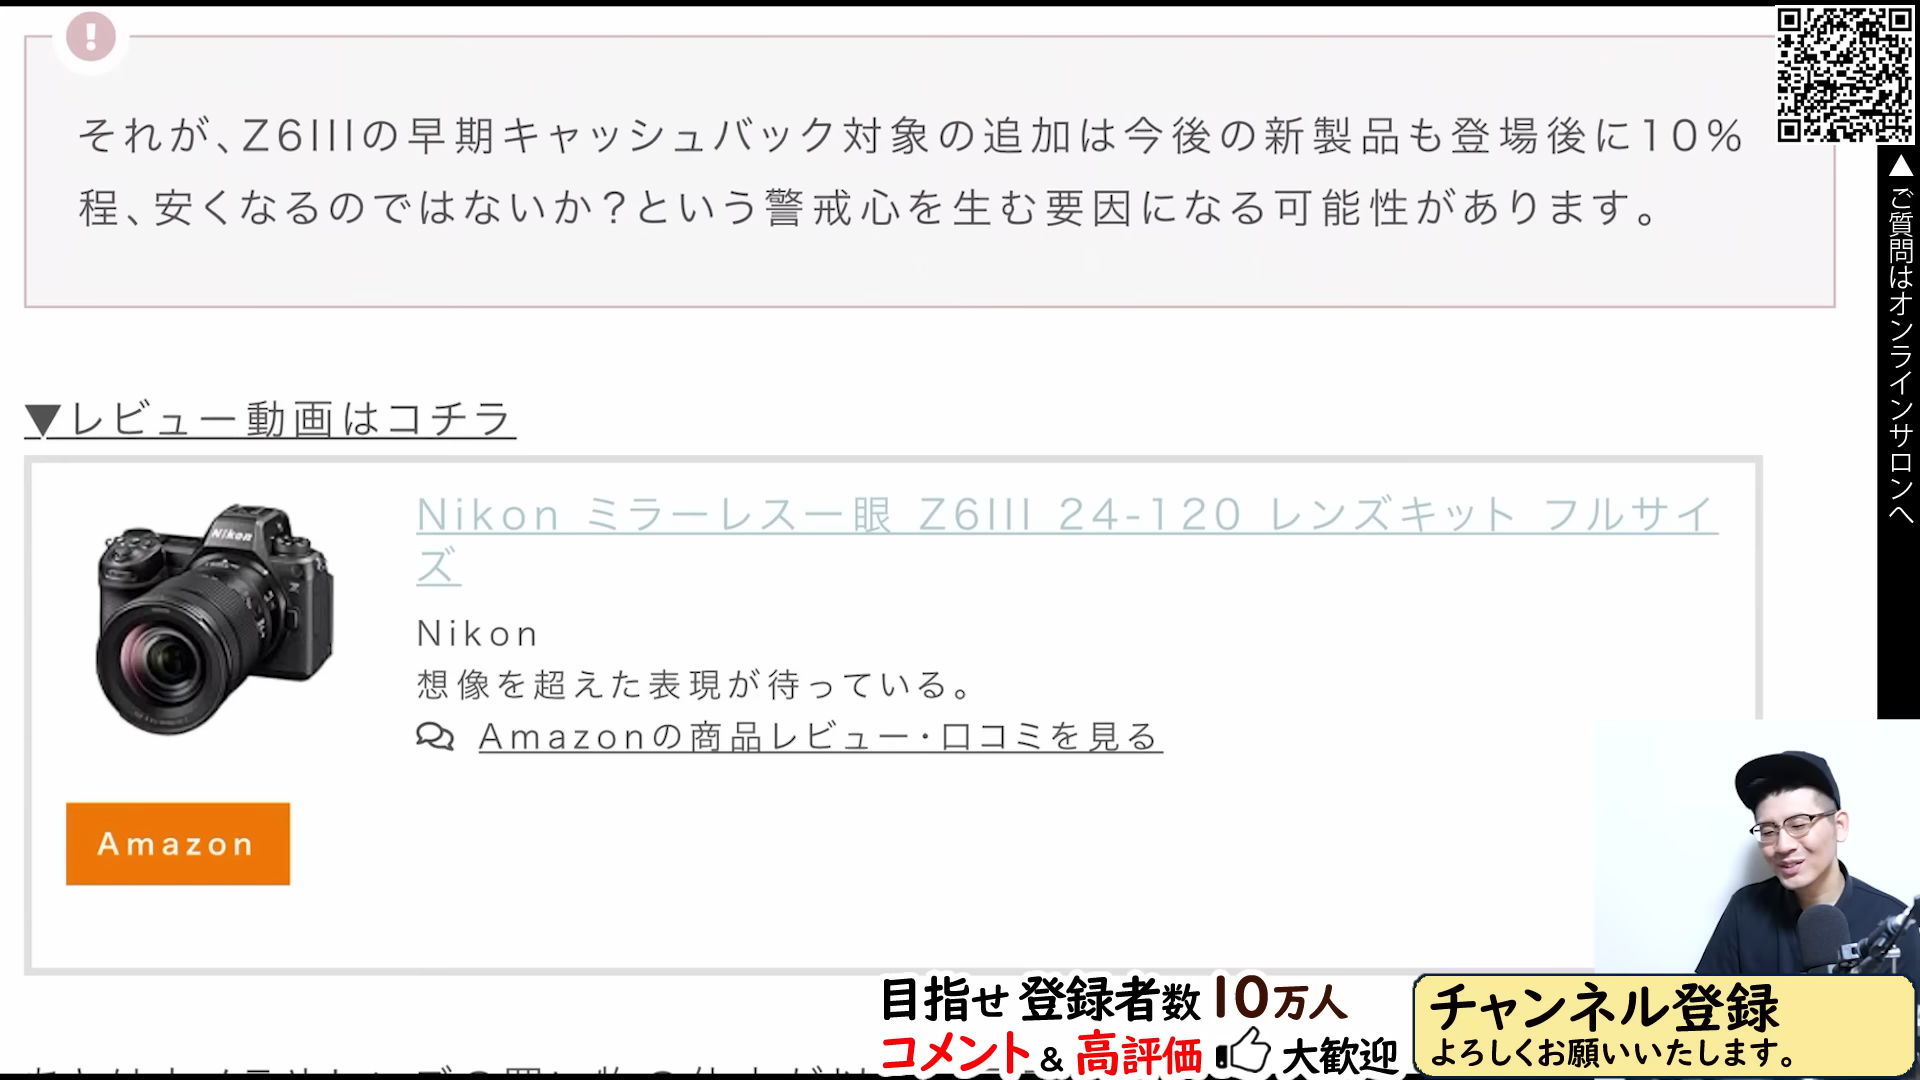 それが、Z6IIIの早期キャッシュバック対象の追加は今後の新製品も登場後に10%
程、安くなるのではないか？という警戒心を生む要因になる可能性があります。
▼レビュー動画はコチラ
Nikon
Nikon ミラーレス一眼 Z6III 24-120 レンズキット フルサイ
ズ
Nikon
想像を超えた表現が待っている。
Amazonの商品レビュー・口コミを見る
Amazon
▲ご質問はオンラインサロンへ
目指せ 登録者数 10万人
コメント & 高評価 大歓迎
チャンネル登録
よろしくお願いいたします。